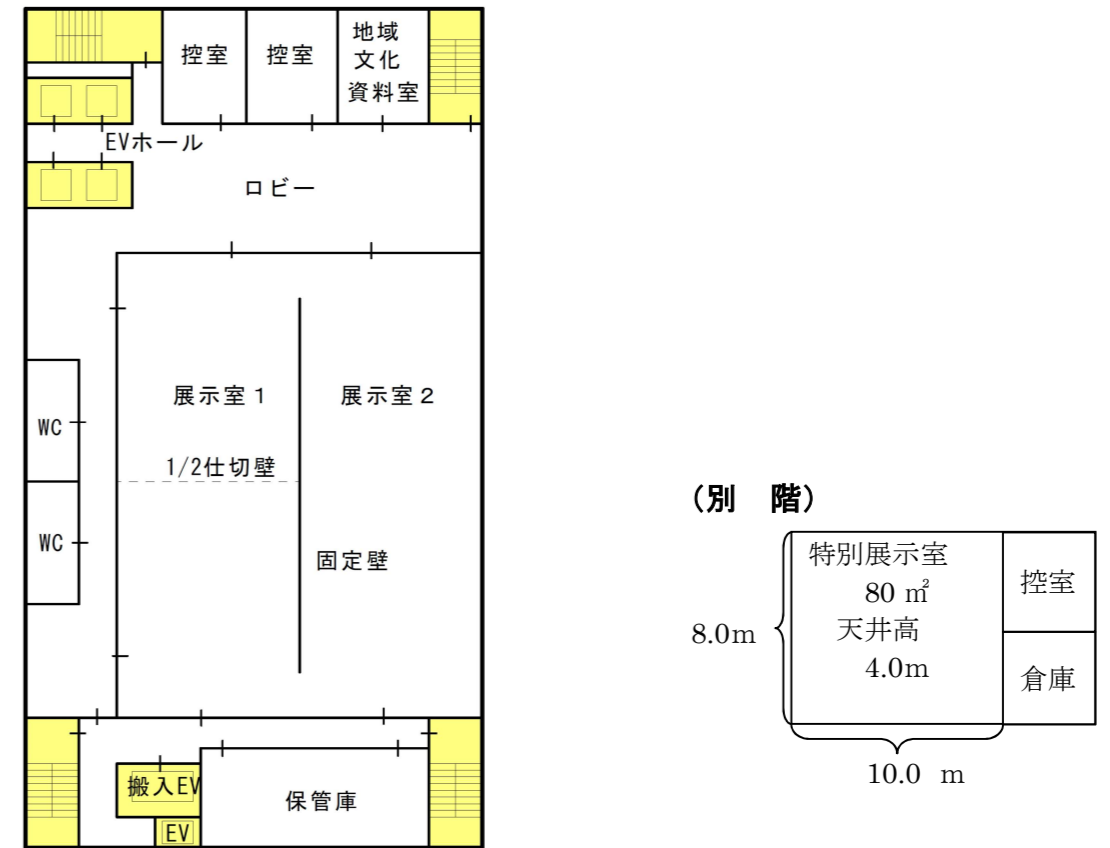 控室
控室
地域
文化
資料室
EVホール
ロビー
展示室１
展示室２
WC
1/2仕切壁
WC
固定壁
搬入EV
保管庫
EV
（別　階）
特別展示室
80 ㎡
天井高
4.0m
8.0m
控室
倉庫
10.0 m